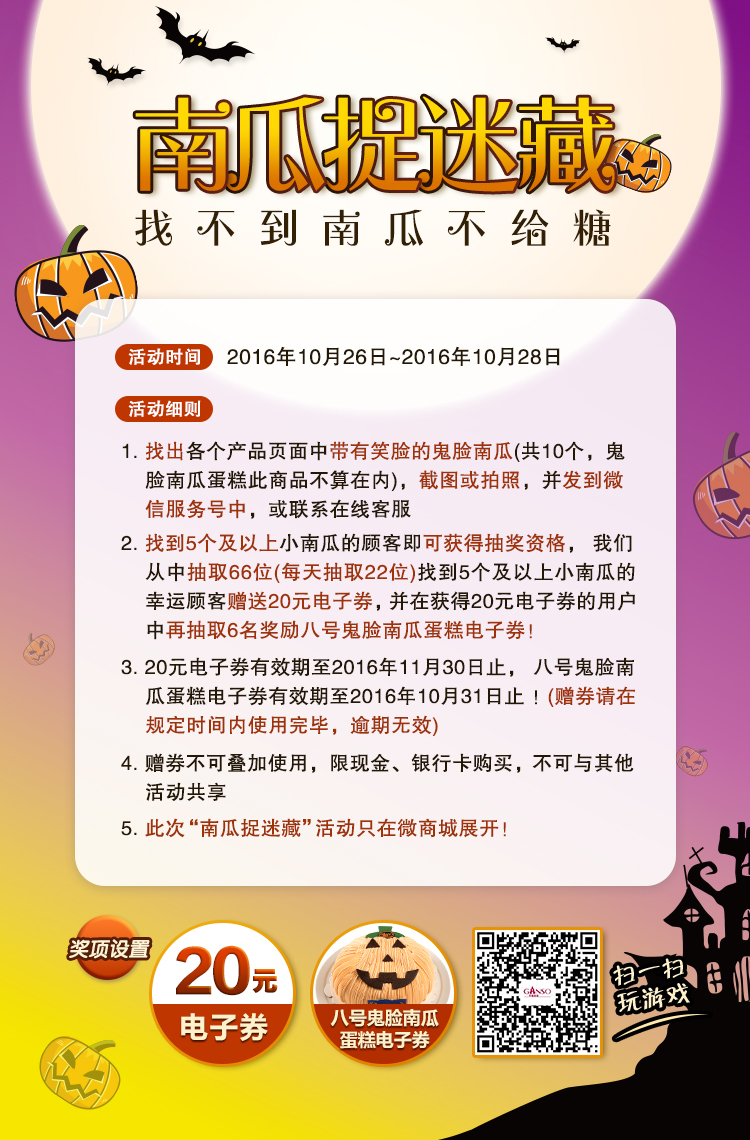 南瓜捉迷藏
找不到南瓜不给糖
活动时间 2016年10月26日~2016年10月28日
活动细则
1. 找出各个产品页面中带有笑脸的鬼脸南瓜(共10个，鬼
脸南瓜蛋糕此商品不算在内)，截图或拍照，并发到微
信服务号中，或联系在线客服
2. 找到5个及以上小南瓜的顾客即可获得抽奖资格， 我们
从中抽取66位(每天抽取22位)找到5个及以上小南瓜的
幸运顾客赠送20元电子券，并在获得20元电子券的用户
中再抽取6名奖励八号鬼脸南瓜蛋糕电子券！
3. 20元电子券有效期至2016年11月30日止， 八号鬼脸南
瓜蛋糕电子券有效期至2016年10月31日止 ！(赠券请在
规定时间内使用完毕，逾期无效)
4. 赠券不可叠加使用，限现金、银行卡购买，不可与其他
活动共享
5. 此次“南瓜捉迷藏”活动只在微商城展开！
奖项设置
20元
电子券
八号鬼脸南瓜
蛋糕电子券
GANSO
扫一扫
玩游戏